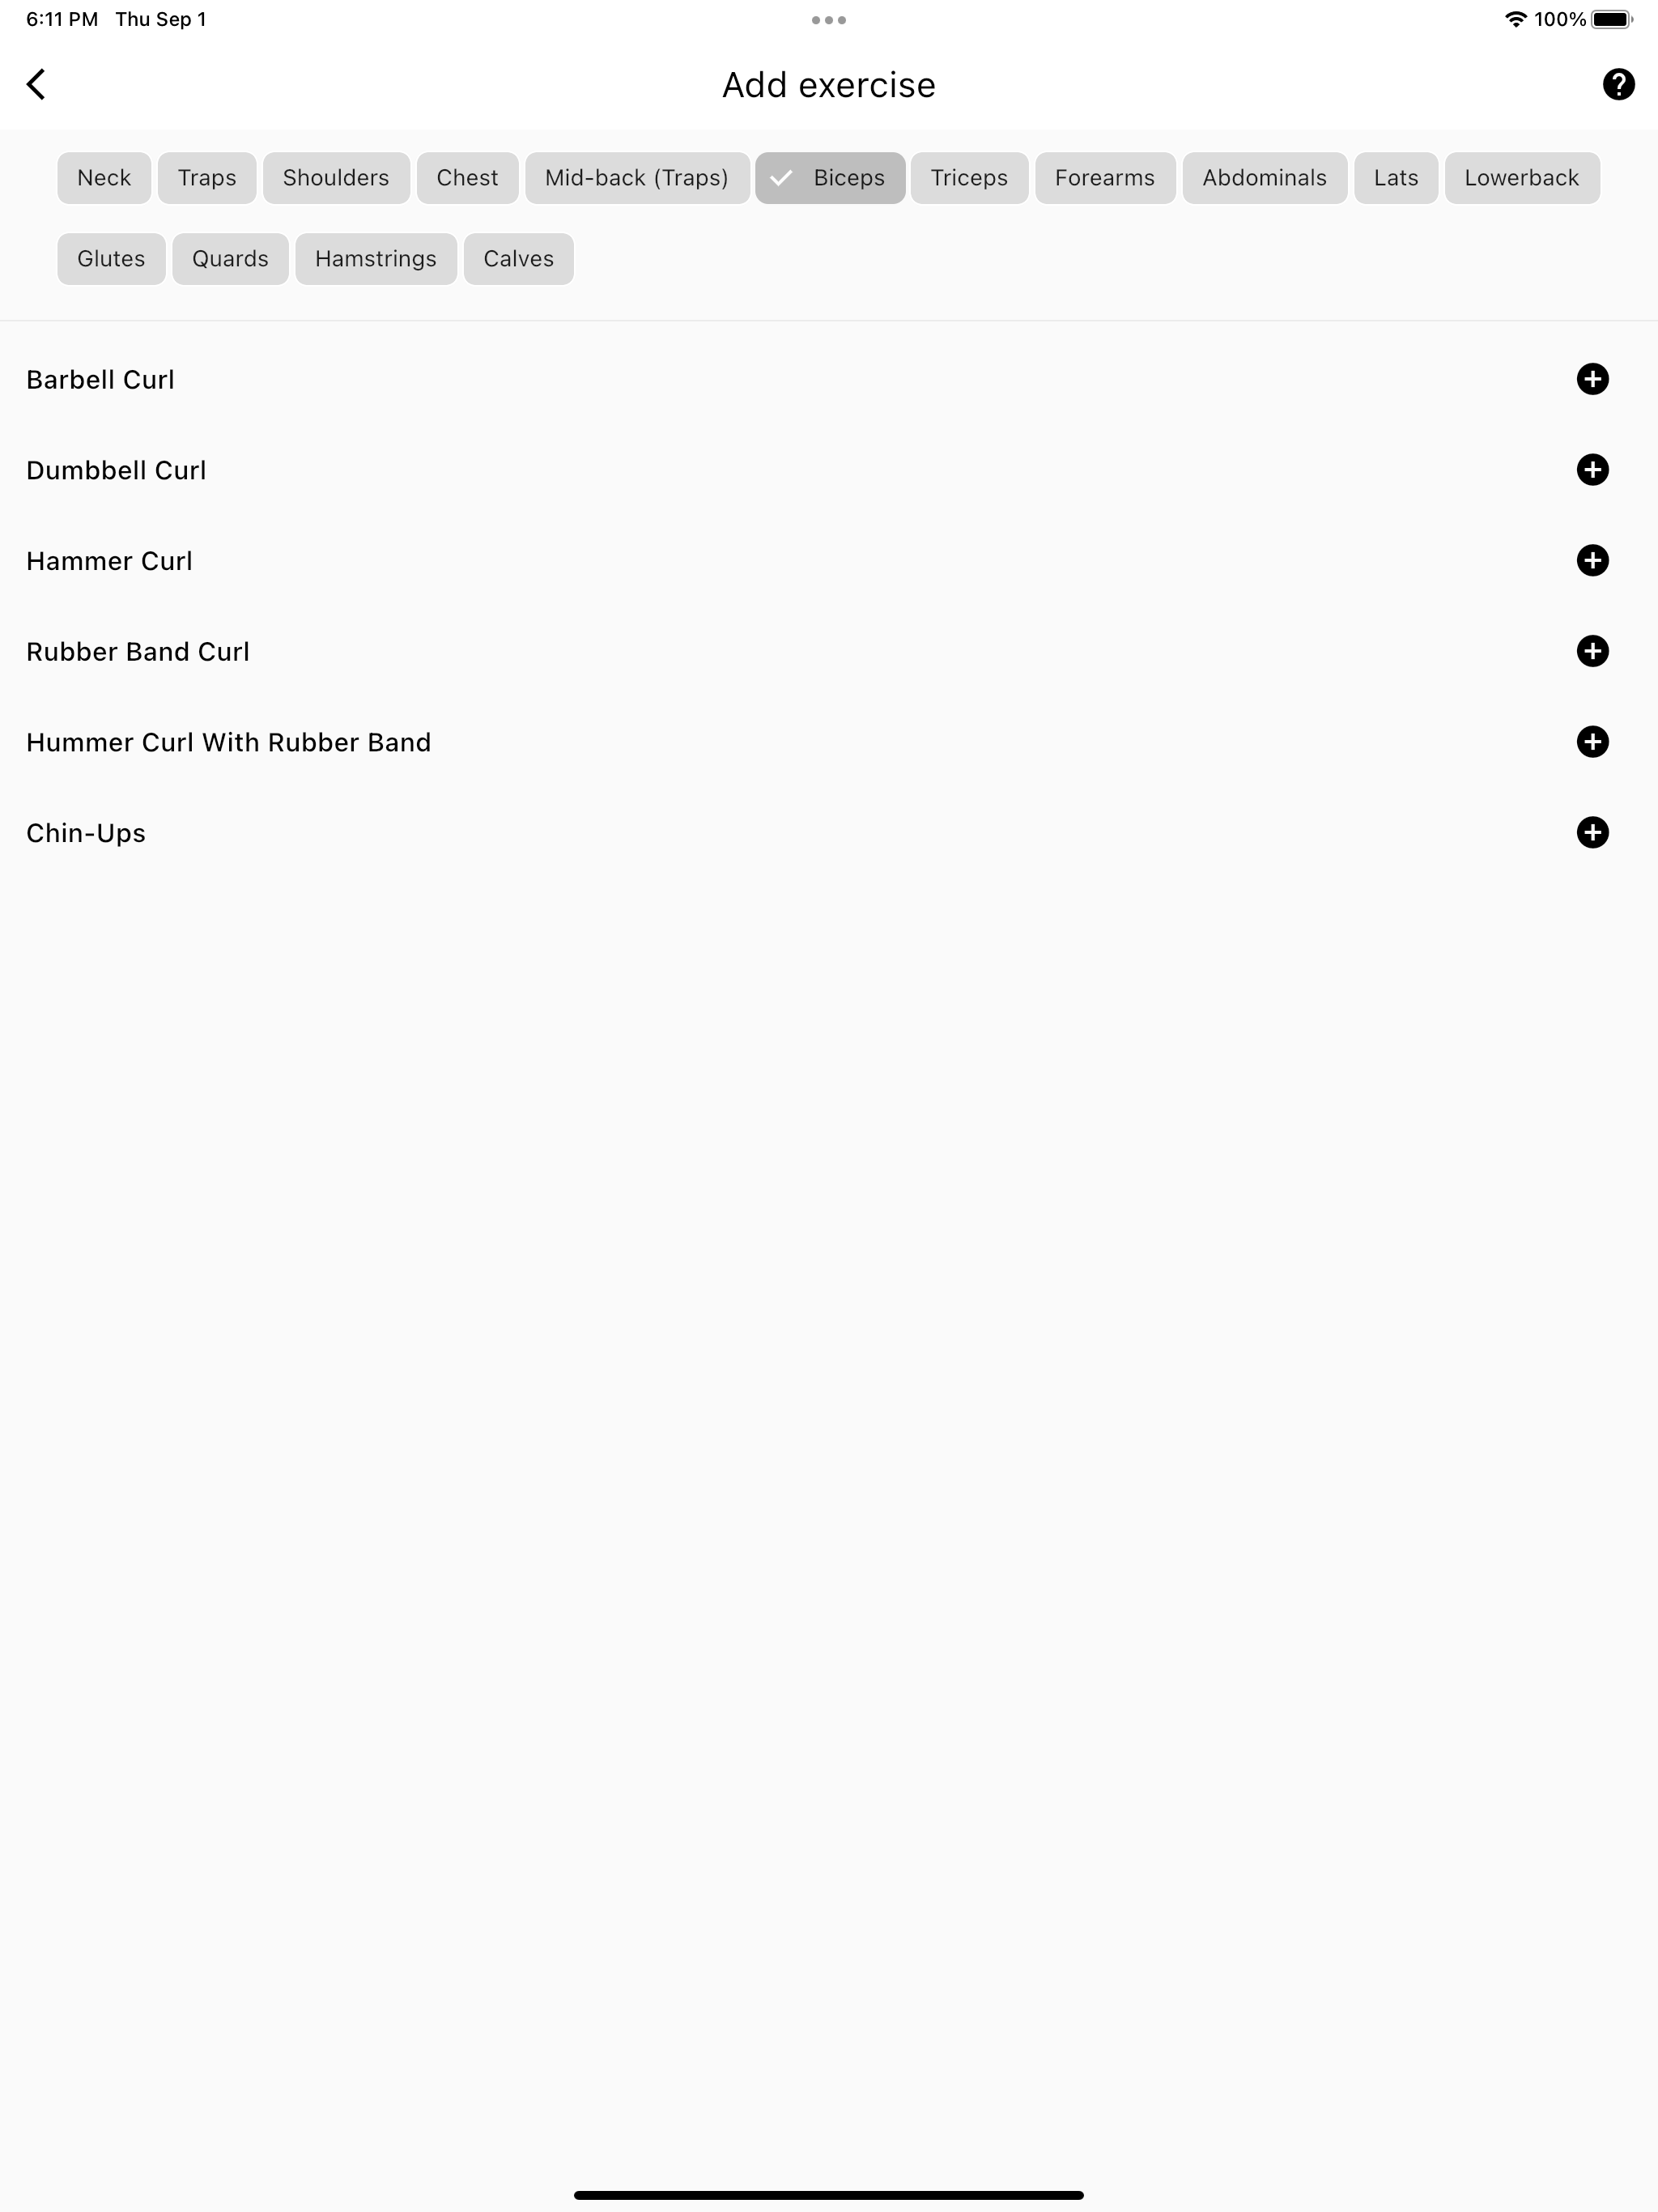 6:11 PM Thu Sep 1 100%
Add exercise
Neck Traps Shoulders Chest Mid-back (Traps) Biceps Triceps Forearms Abdominals Lats Lowerback
Glutes Quards Hamstrings Calves
Barbell Curl
Dumbbell Curl
Hammer Curl
Rubber Band Curl
Hummer Curl With Rubber Band
Chin-Ups